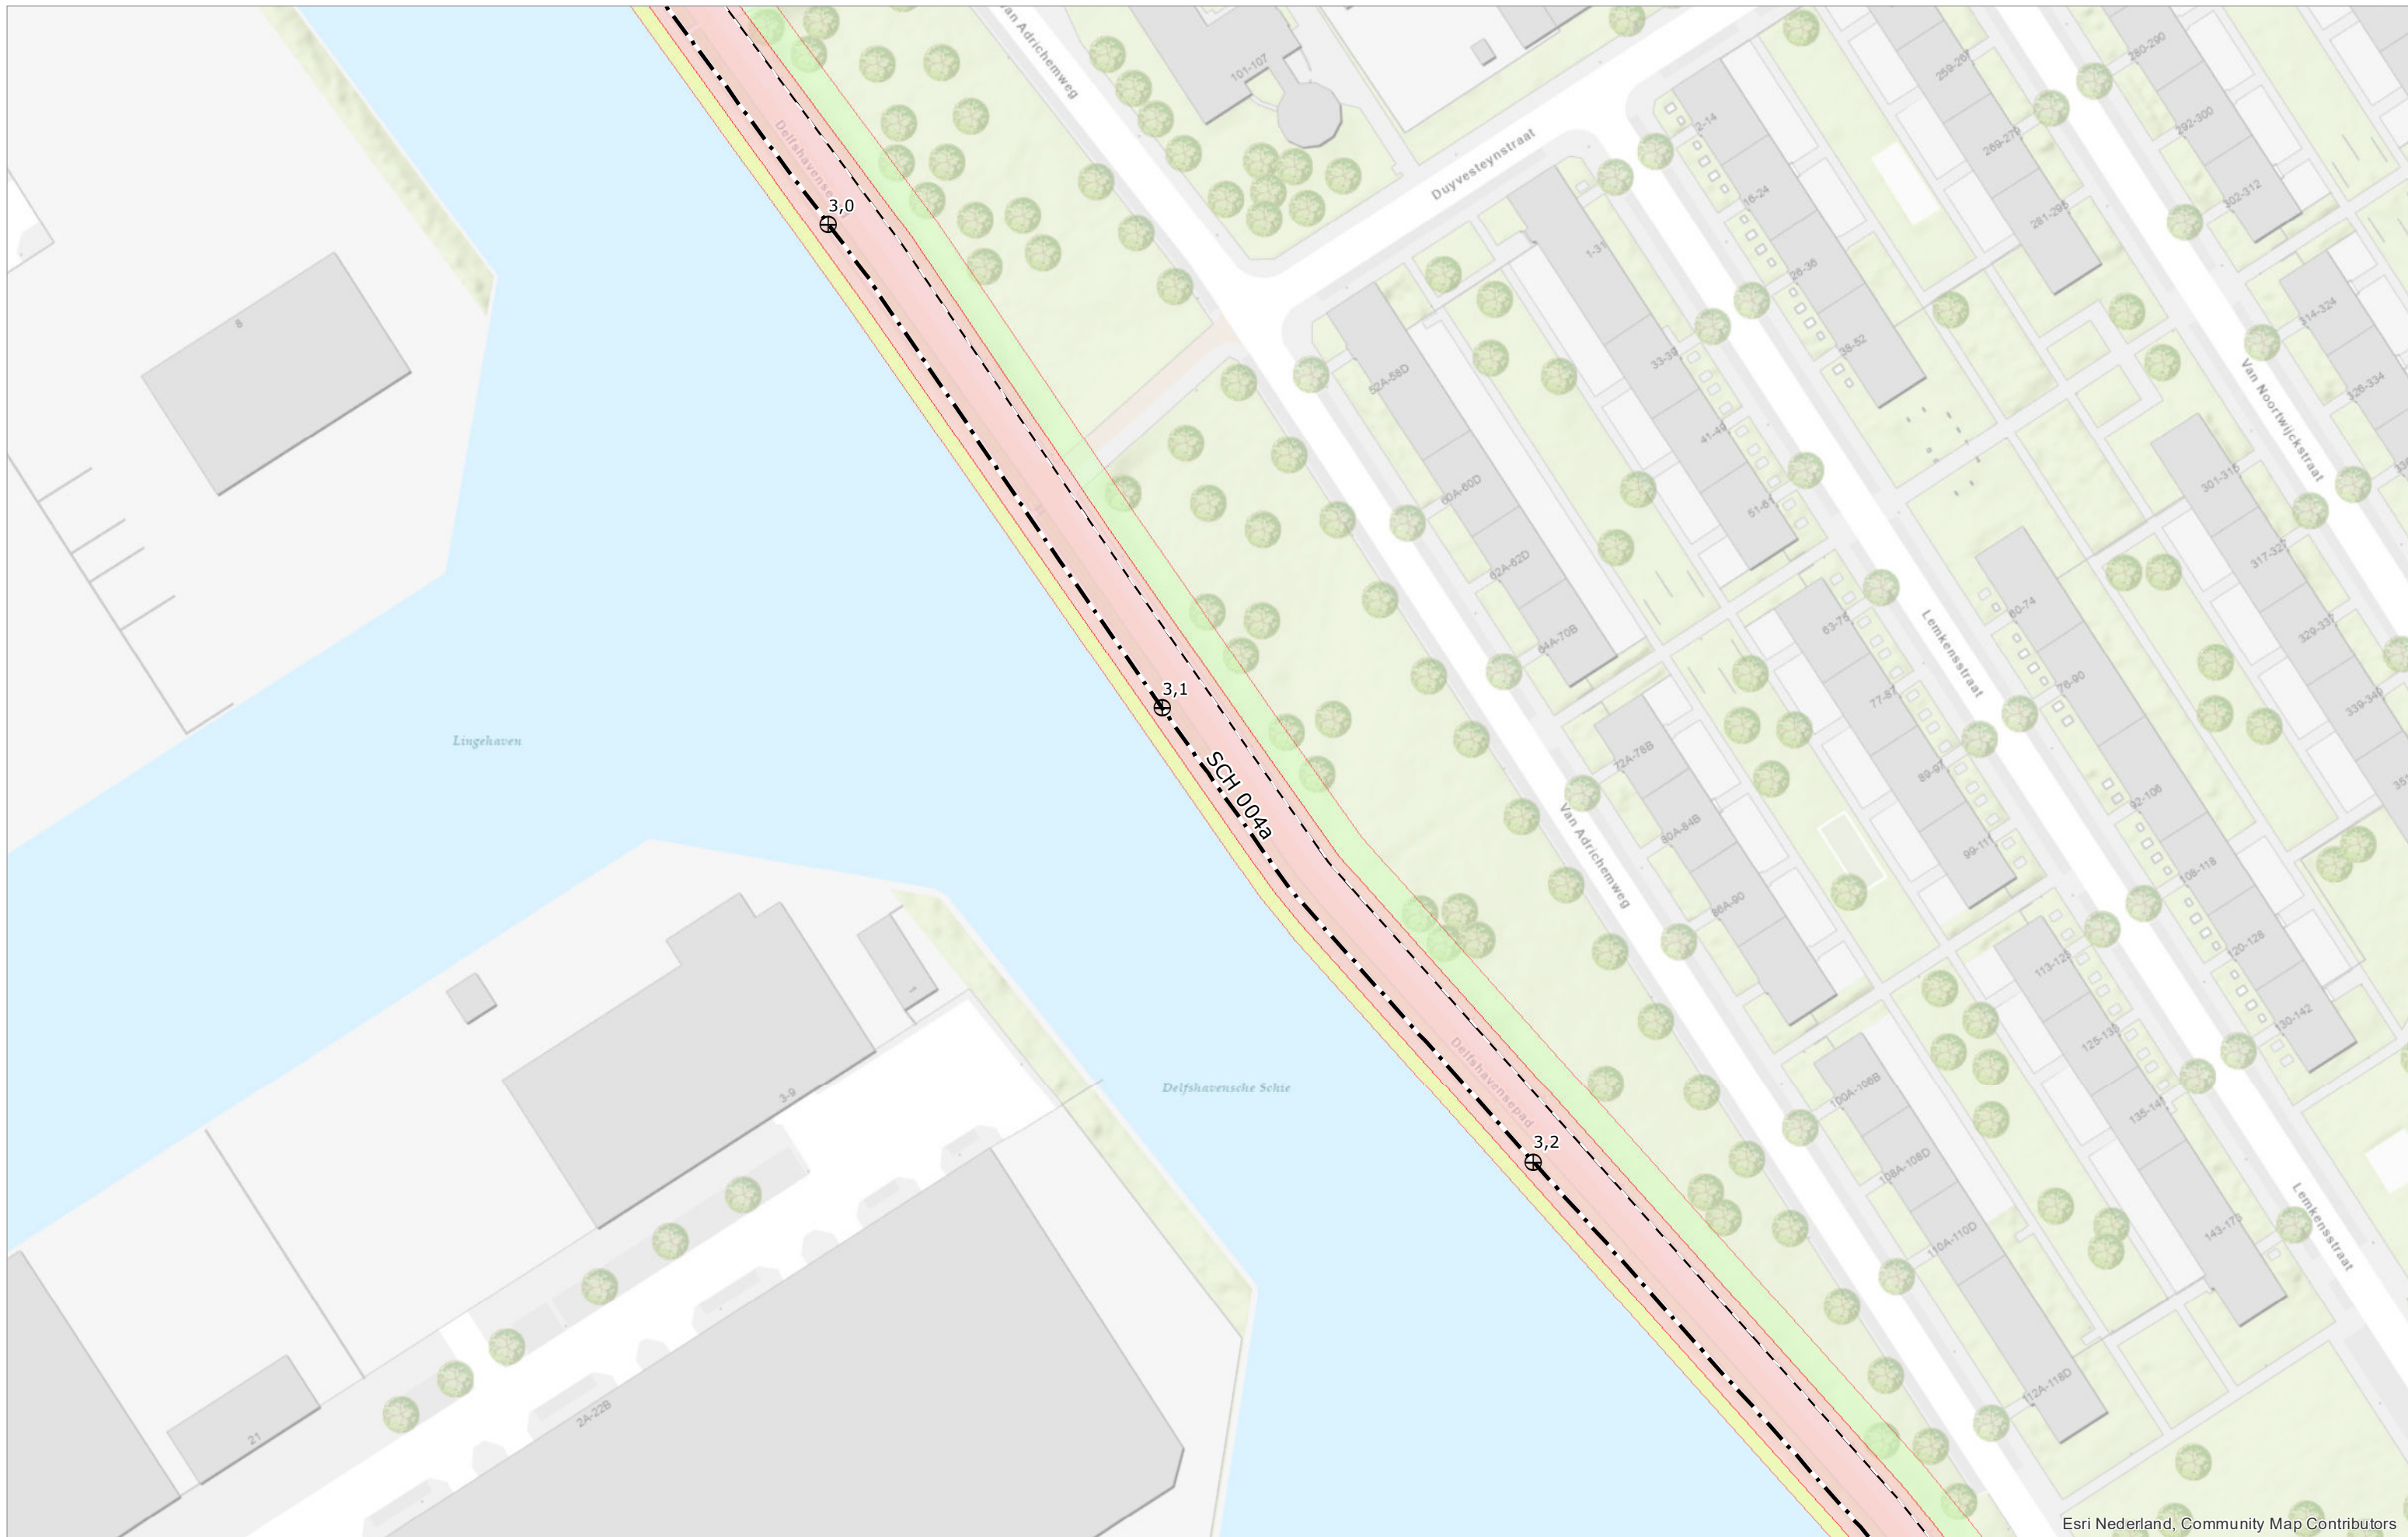 Van Adrichemweg
101-107
280-290
259-267
2-14
292-300
269-279
Duyvesteynstraat
16-24
302-312
3,0
281-295
1-31
26-36
8
314-324
38-52
33-39
52A-58D
326-334
Van Noortwijckstraat
41-49
301-315
60A-60D
51-61
317-327
62A-62D
60-74
63-75
329-337
64A-70B
Lemkensstraat
3,1
76-90
77-87
339-349
Lingehaven
72A-78B
SCH 004a
89-97
92-106
80A-84B
99-111
Van Adrichemweg
108-118
86A-90
120-128
113-123
1
130-142
125-133
Delfshavensepad
Delfshavensche Schie
100A-106B
3-9
135-141
3,2
108A-108D
143-173
110A-110D
Lemkensstraat
112A-118D
2A-22B
21
Esri Nederland, Community Map Contributors